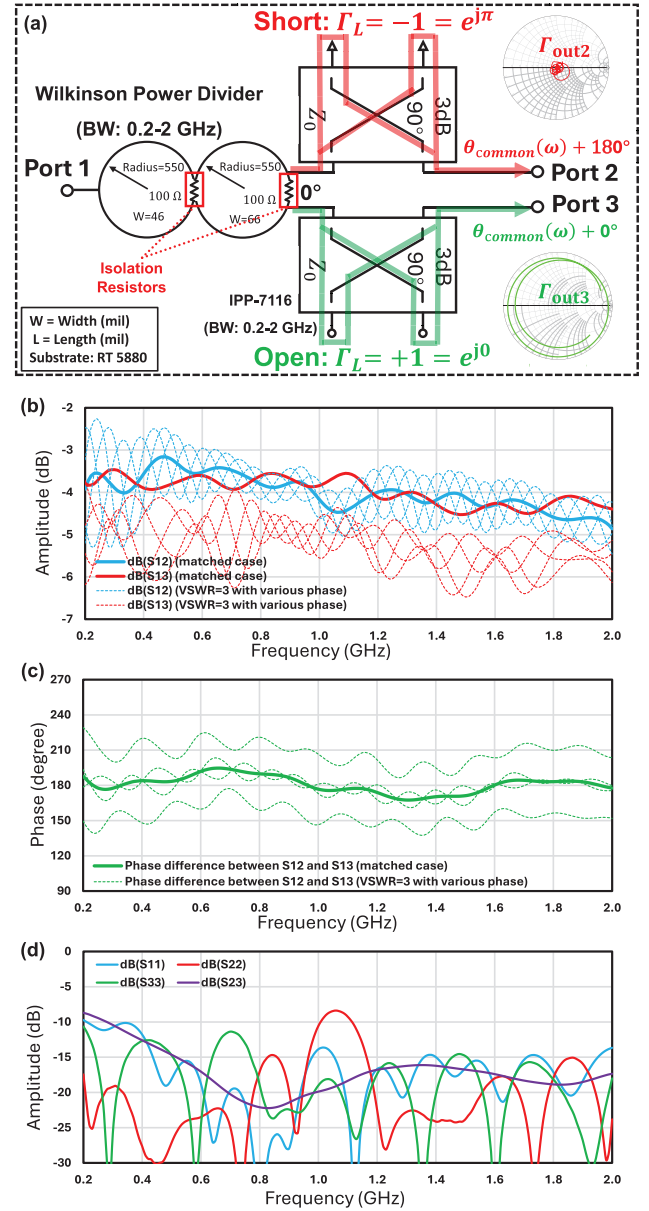 (a)
Short: Γ_L = −1 = e^{jπ}
Γ_out2
Wilkinson Power Divider
(BW: 0.2-2 GHz)
Z_0
90°
3dB
θ_common(ω) + 180°
Port 1
Radius=550
Radius=550
100 Ω
100 Ω
W=46
W=66
0°
Port 2
Port 3
θ_common(ω) + 0°
Isolation
Resistors
Z_0
90°
3dB
Γ_out3
IPP-7116
(BW: 0.2-2 GHz)
W = Width (mil)
L = Length (mil)
Substrate: RT 5880
Open: Γ_L = +1 = e^{j0}
(b)
Amplitude (dB)
-2
-3
-4
-5
-6
-7
dB(S12) (matched case)
dB(S13) (matched case)
dB(S12) (VSWR=3 with various phase)
dB(S13) (VSWR=3 with various phase)
0.2 0.4 0.6 0.8 1.0 1.2 1.4 1.6 1.8 2.0
Frequency (GHz)
(c)
Phase (degree)
270
240
210
180
150
120
90
Phase difference between S12 and S13 (matched case)
Phase difference between S12 and S13 (VSWR=3 with various phase)
0.2 0.4 0.6 0.8 1.0 1.2 1.4 1.6 1.8 2.0
Frequency (GHz)
(d)
Amplitude (dB)
0
-5
-10
-15
-20
-25
-30
dB(S11) dB(S22)
dB(S33) dB(S23)
0.2 0.4 0.6 0.8 1.0 1.2 1.4 1.6 1.8 2.0
Frequency (GHz)